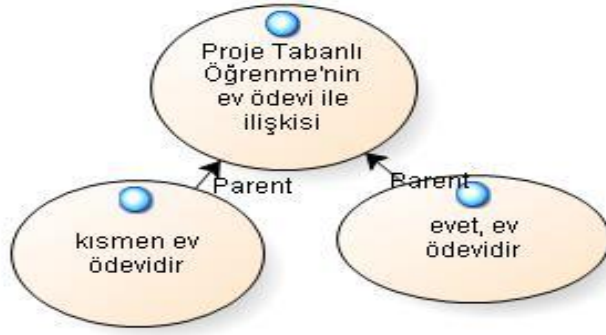 Proje Tabanlı
Öğrenme'nin
ev ödevi ile
ilişkisi
Parent
Parent
kısmen ev
ödevidir
evet, ev
ödevidir